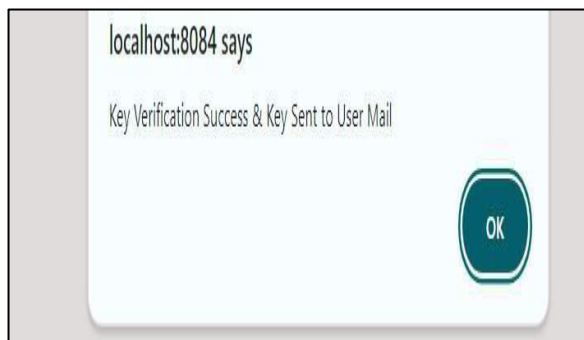 localhost:8084 says
Key Verification Success & Key Sent to User Mail
OK